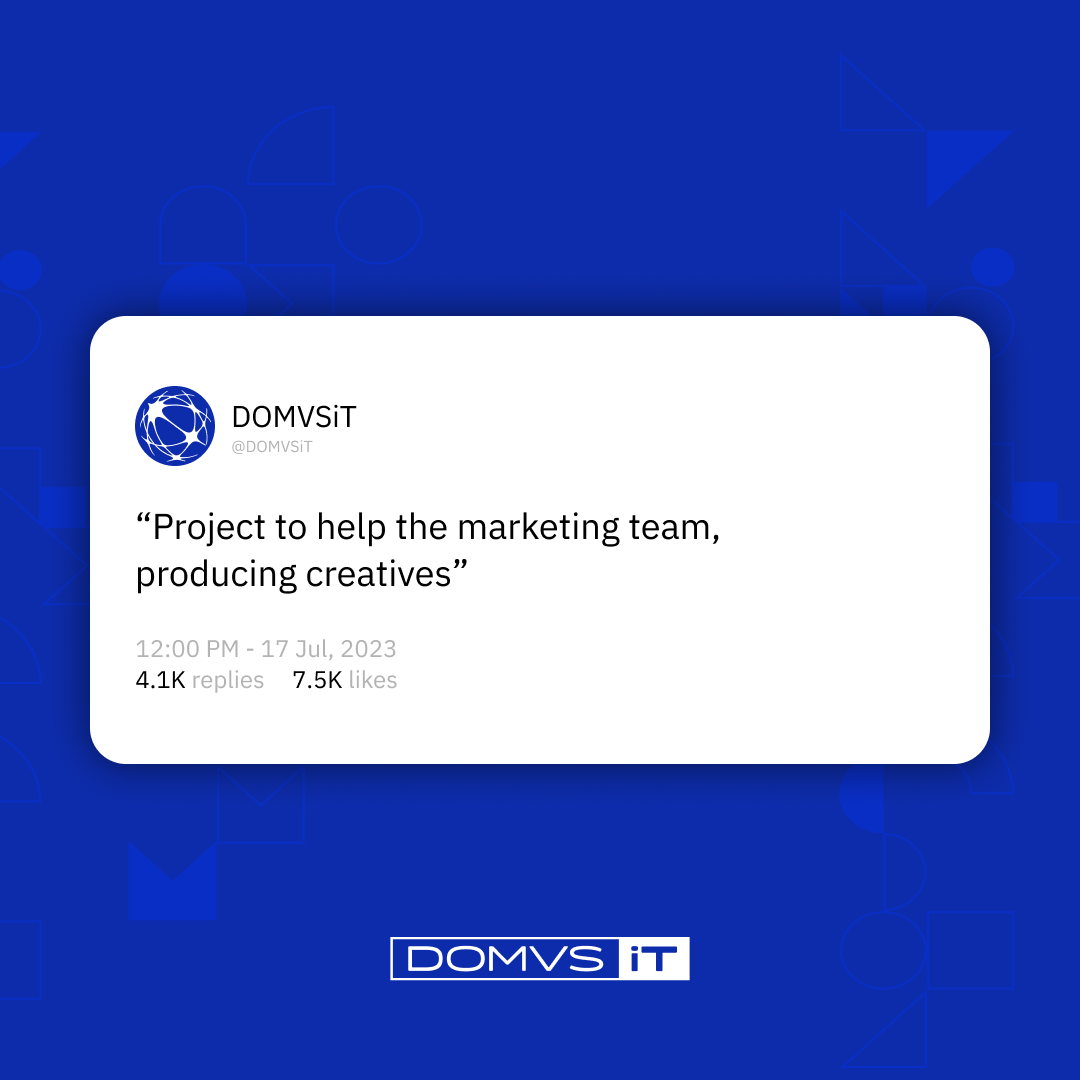 DOMVSiT
@DOMVSiT
“Project to help the marketing team,
producing creatives”
12:00 PM - 17 Jul, 2023
4.1K replies 7.5K likes
DOMVS iT